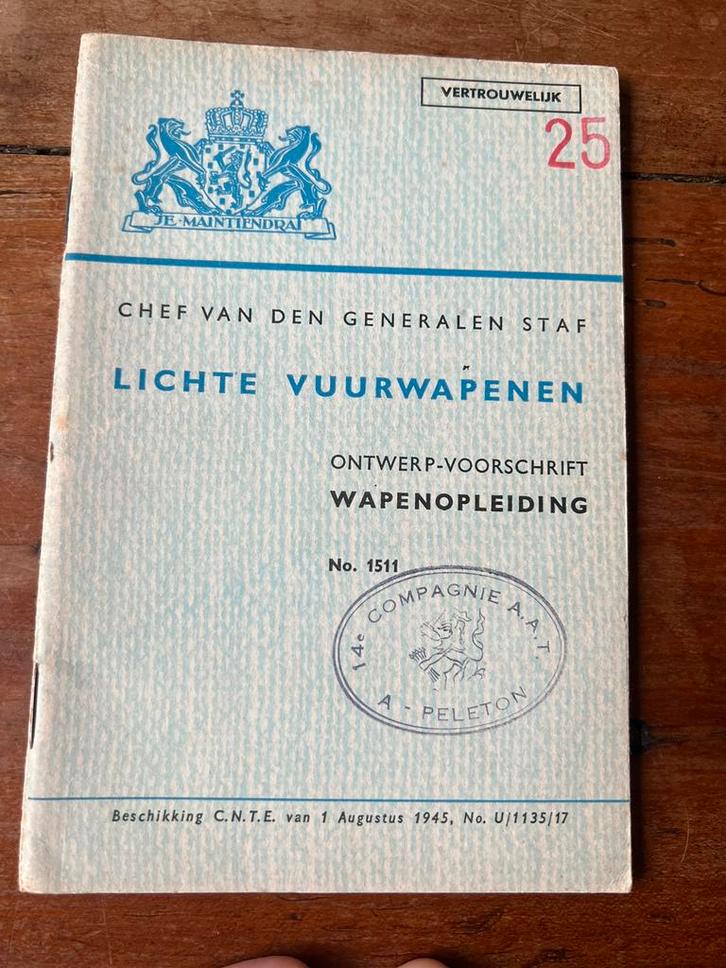 VERTROUWELIJK
25
JE·MAINTIENDRAI
CHEF VAN DEN GENERALEN STAF
LICHTE VUURWAPENEN
ONTWERP-VOORSCHRIFT
WAPENOPLEIDING
No. 1511
14e COMPAGNIE A.A.T.
A - PELETON
Beschikking C.N.T.E. van 1 Augustus 1945, No. U/1135/17